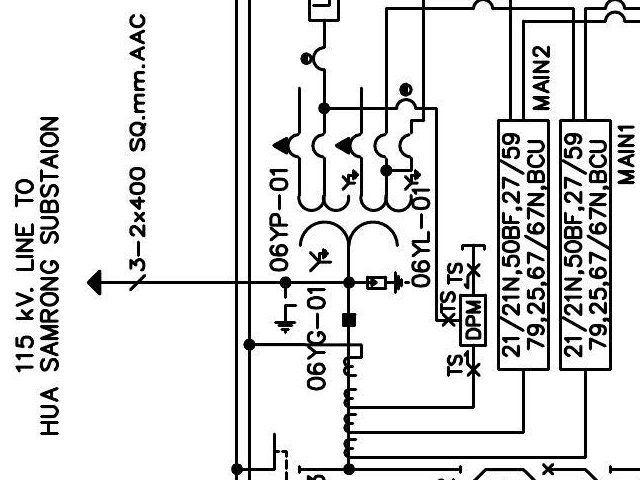 115 kV. LINE TO
HUA SAMRONG SUBSTAION
3-2x400 SQ.mm.AAC
06YP-01
06YG-01
06YL-01
Y
Y
Y
TS
TS
TS
DPM
MAIN2
21/21N,50BF,27/59
79,25,67/67N,BCU
21/21N,50BF,27/59
79,25,67/67N,BCU
MAIN1